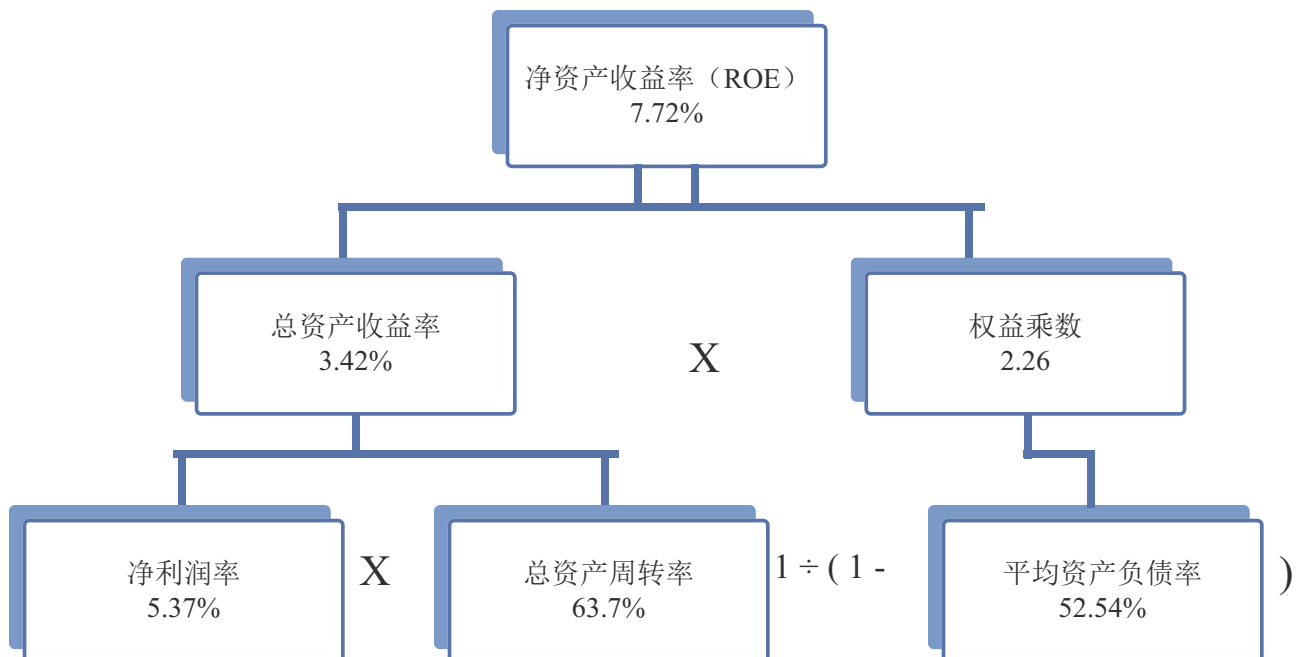 净资产收益率（ROE）
7.72%
总资产收益率
3.42%
X
权益乘数
2.26
净利润率
5.37%
X
总资产周转率
63.7%
1 ÷ ( 1 -
平均资产负债率
52.54%
)